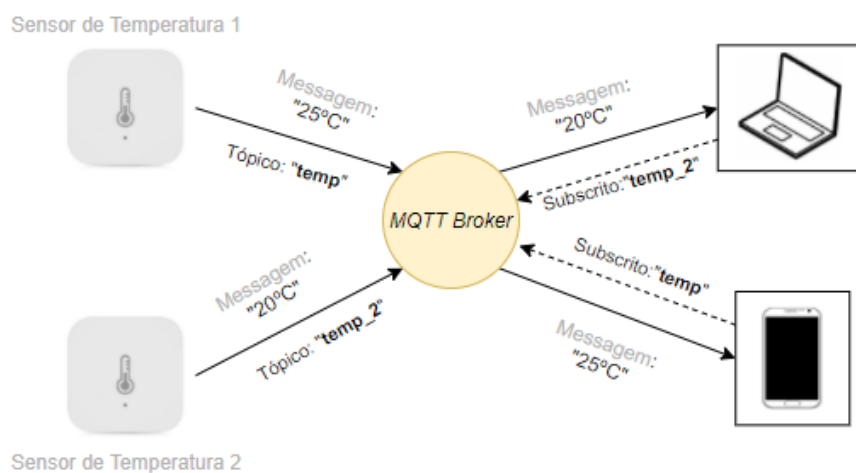 Sensor de Temperatura 1
Messagem:
"25ºC"
Tópico: "temp"
Messagem:
"20ºC"
Subscrito:"temp_2"
MQTT Broker
Subscrito:"temp"
Messagem:
"20ºC"
Tópico: "temp_2"
Messagem:
"25ºC"
Sensor de Temperatura 2